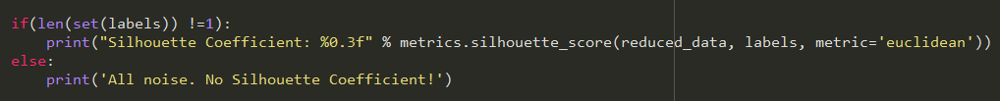 if(len(set(labels)) !=1):
    print("Silhouette Coefficient: %0.3f" % metrics.silhouette_score(reduced_data, labels, metric='euclidean'))
else:
    print('All noise. No Silhouette Coefficient!')